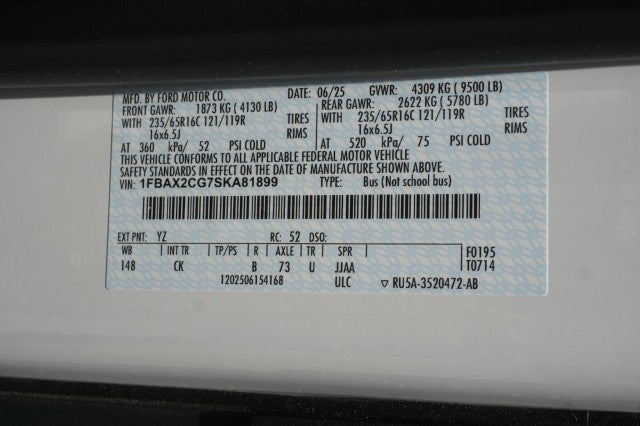 MFD. BY FORD MOTOR CO. DATE: 06/25 GVWR: 4309 KG ( 9500 LB)
FRONT GAWR: 1873 KG ( 4130 LB) REAR GAWR: 2622 KG ( 5780 LB)
WITH 235/65R16C 121/119R TIRES WITH 235/65R16C 121/119R TIRES
16x6.5J RIMS 16x6.5J RIMS
AT 360 kPa/ 52 PSI COLD AT 520 kPa/ 75 PSI COLD
THIS VEHICLE CONFORMS TO ALL APPLICABLE FEDERAL MOTOR VEHICLE
SAFETY STANDARDS IN EFFECT ON THE DATE OF MANUFACTURE SHOWN ABOVE.
VIN: 1FBAX2CG7SKA81899 TYPE: Bus (Not school bus)
EXT PNT: YZ RC: 52 DSO:
WB INT TR TP/PS R AXLE TR SPR F0195
148 CK B 73 U JJAA T0714
1202506154168 ULC ▽ RU5A-3520472-AB